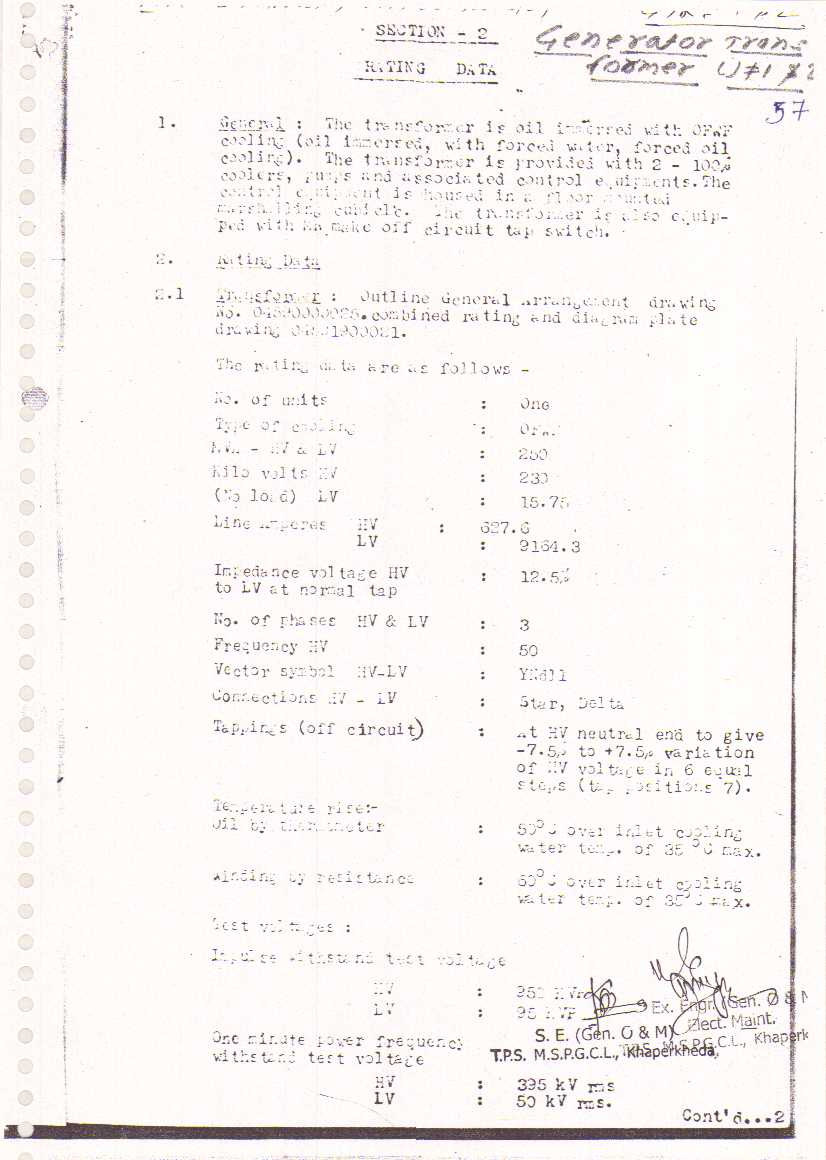 SECTION - 2
RATING DATA
Generator Trans
former U#1 & 2
57
1. General : The transformer is oil immersed with OFWF
cooling (oil immersed, with forced water, forced oil
cooling). The transformer is provided with 2 - 100%
coolers, pumps and associated control equipments. The
control equipment is housed in a floor mounted
marshalling cubicle. The transformer is also equip-
ped with make off circuit tap switch.
2. Rating Data
2.1 Transformer : Outline General Arrangement drawing
No. combined rating and diagram plate
drawing
The rating data are as follows -
No. of units : One
Type of cooling : OFWF
MVA - HV & LV : 250
Kilo volts HV : 230
(No load) LV : 15.75
Line Amperes HV : 627.6
LV : 9164.3
Impedance voltage HV : 12.5%
to LV at normal tap
No. of phases HV & LV : 3
Frequency HV : 50
Vector symbol HV-LV : YNd11
Connections HV - LV : Star, Delta
Tappings (off circuit) : At HV neutral end to give
-7.5% to +7.5% variation
of HV voltage in 6 equal
steps (tap positions 7).
Temperature rise:-
Oil by thermometer : 50°C over inlet cooling
water temp. of 35°C max.
Winding by resistance : 60°C over inlet cooling
water temp. of 35°C max.
Test voltages :
Impulse withstand test voltage
HV : 950 KVP
LV : 95 KVP
Ex. Engr. (Gen. O & M
S. E. (Gen. O & M) Elect. Maint.
T.P.S. M.S.P.G.C.L., Khaperkheda.
T.P.S. M.S.P.G.C.L., Khaperk
One minute power frequency
withstand test voltage
HV : 395 kV rms
LV : 50 kV rms.
Cont'd...2